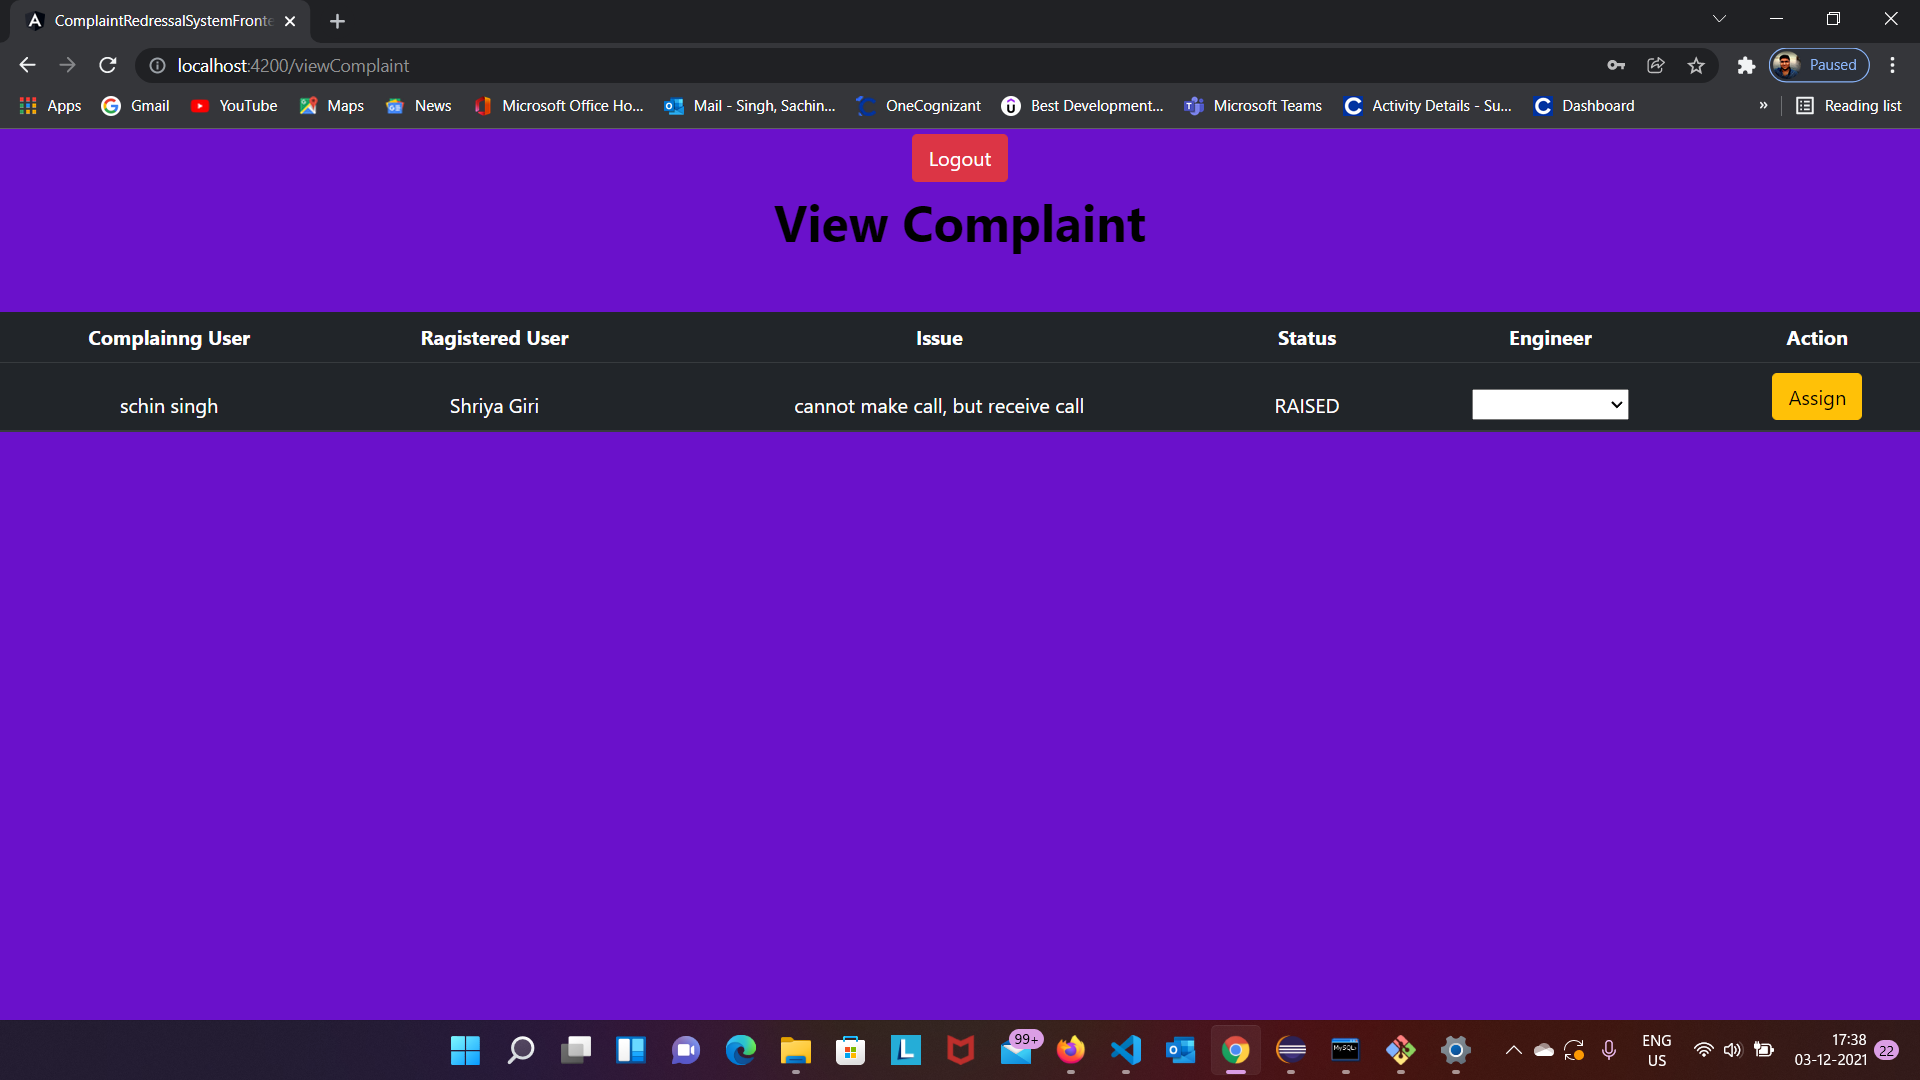 ComplaintRedressalSystemFronte
localhost:4200/viewComplaint
Paused
Apps Gmail YouTube Maps News Microsoft Office Ho... Mail - Singh, Sachin... OneCognizant Best Development... Microsoft Teams Activity Details - Su... Dashboard » Reading list
Logout
View Complaint
Complainng User Ragistered User Issue Status Engineer Action
schin singh Shriya Giri cannot make call, but receive call RAISED Assign
99+
ENG
US
17:38
03-12-2021
22